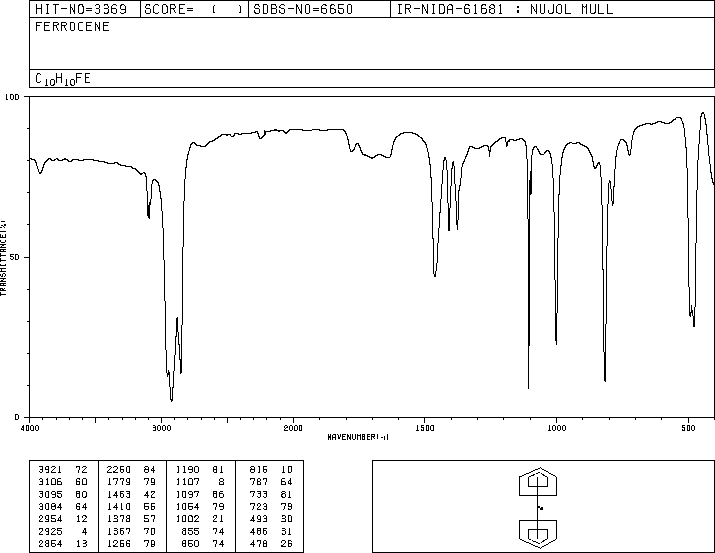 HIT-NO=3369 SCORE= ( ) SDBS-NO=6650 IR-NIDA-61681 : NUJOL MULL
FERROCENE
C10H10FE
100
50
0
TRANSMITTANCE(%)
4000 3000 2000 1500 1000 500
WAVENUMBER(-1)
3921 72 2260 84 1190 81 816 10
3106 60 1779 79 1107 8 787 64
3095 60 1463 42 1097 86 733 81
3084 64 1410 56 1054 79 723 79
2954 12 1378 57 1002 21 493 30
2925 4 1367 70 855 74 486 31
2854 13 1256 79 850 74 478 26